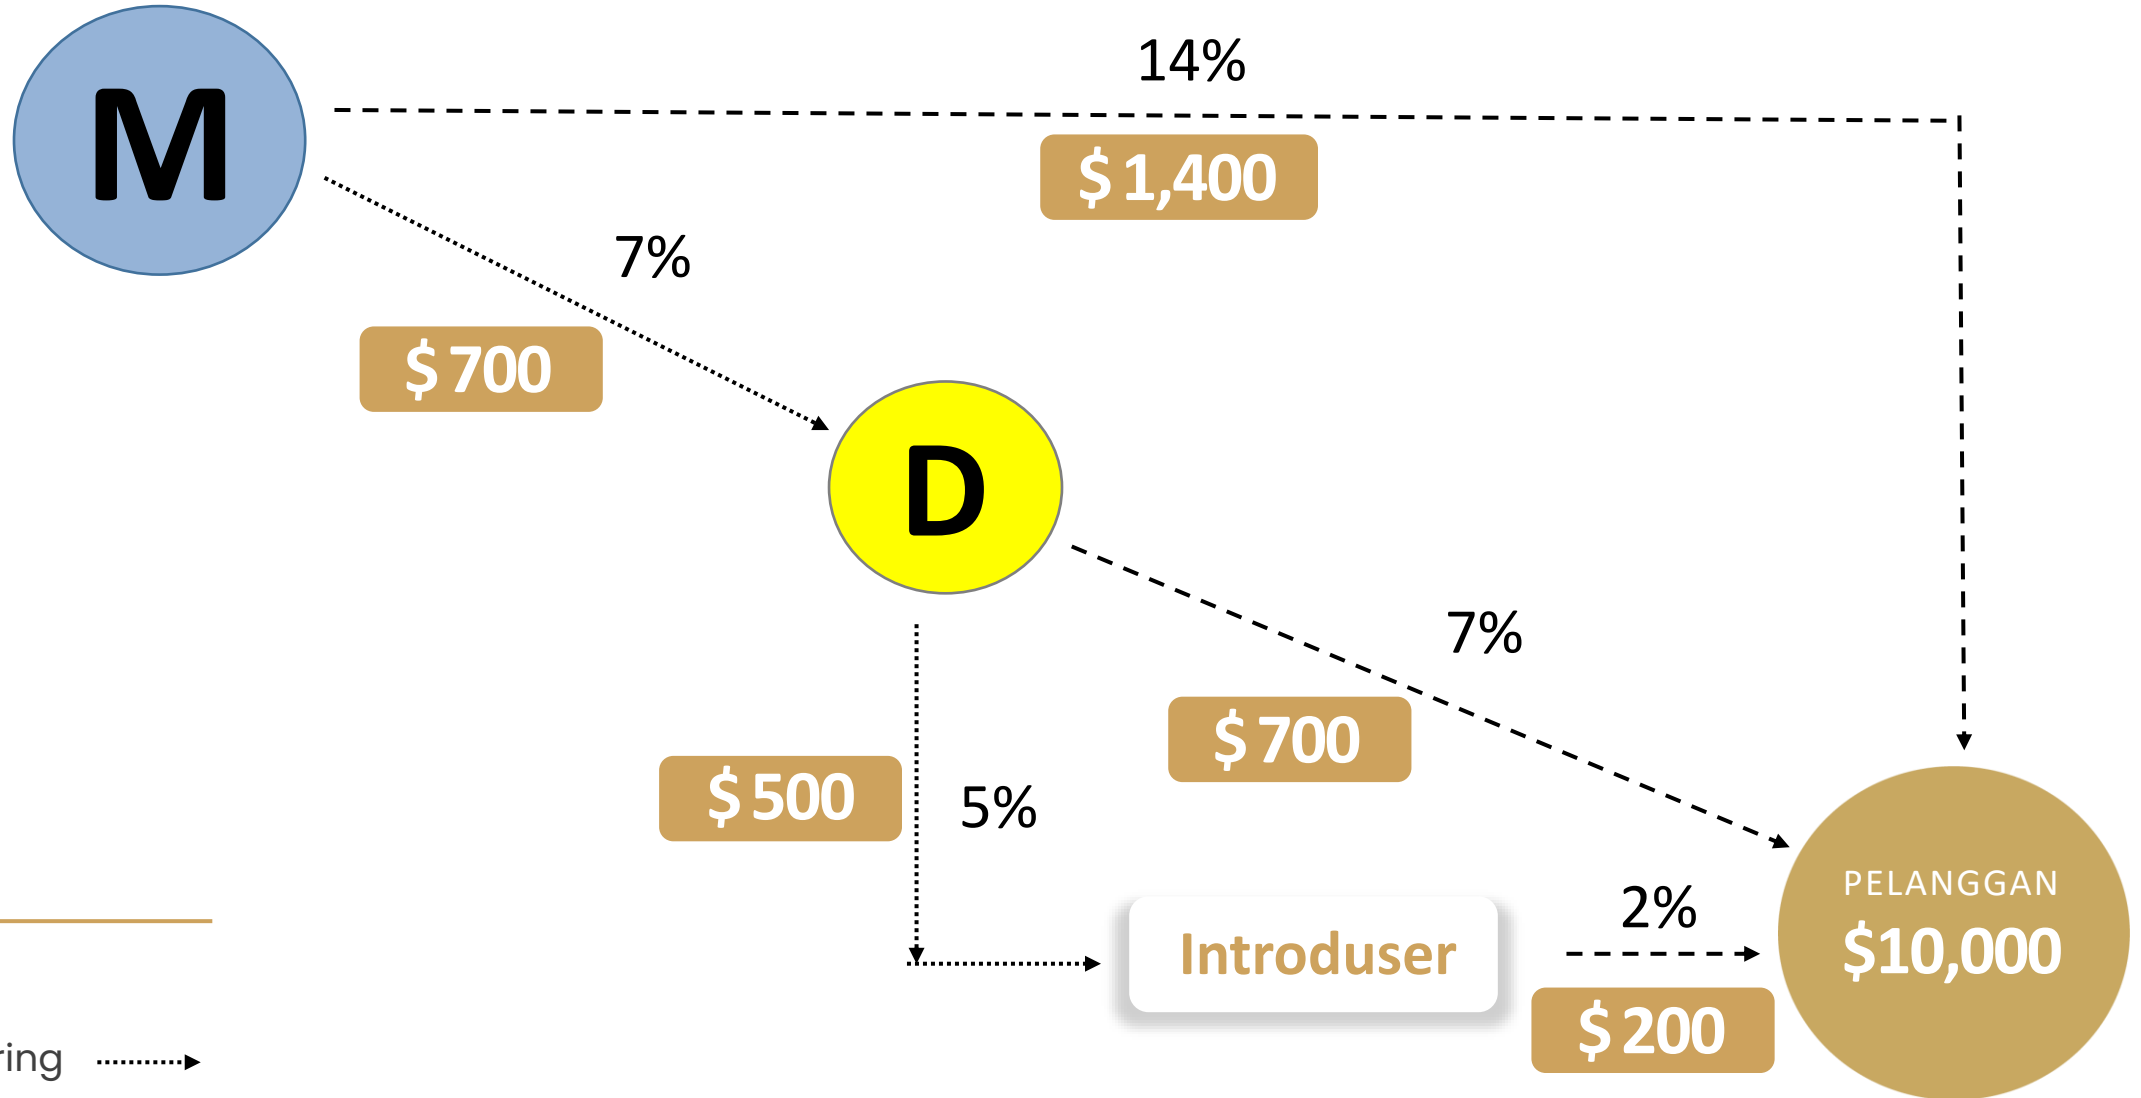 14%
M
$ 1,400
7%
$ 700
D
7%
$ 700
$ 500
5%
PELANGGAN
2%
Introduser
$10,000
$ 200
ring